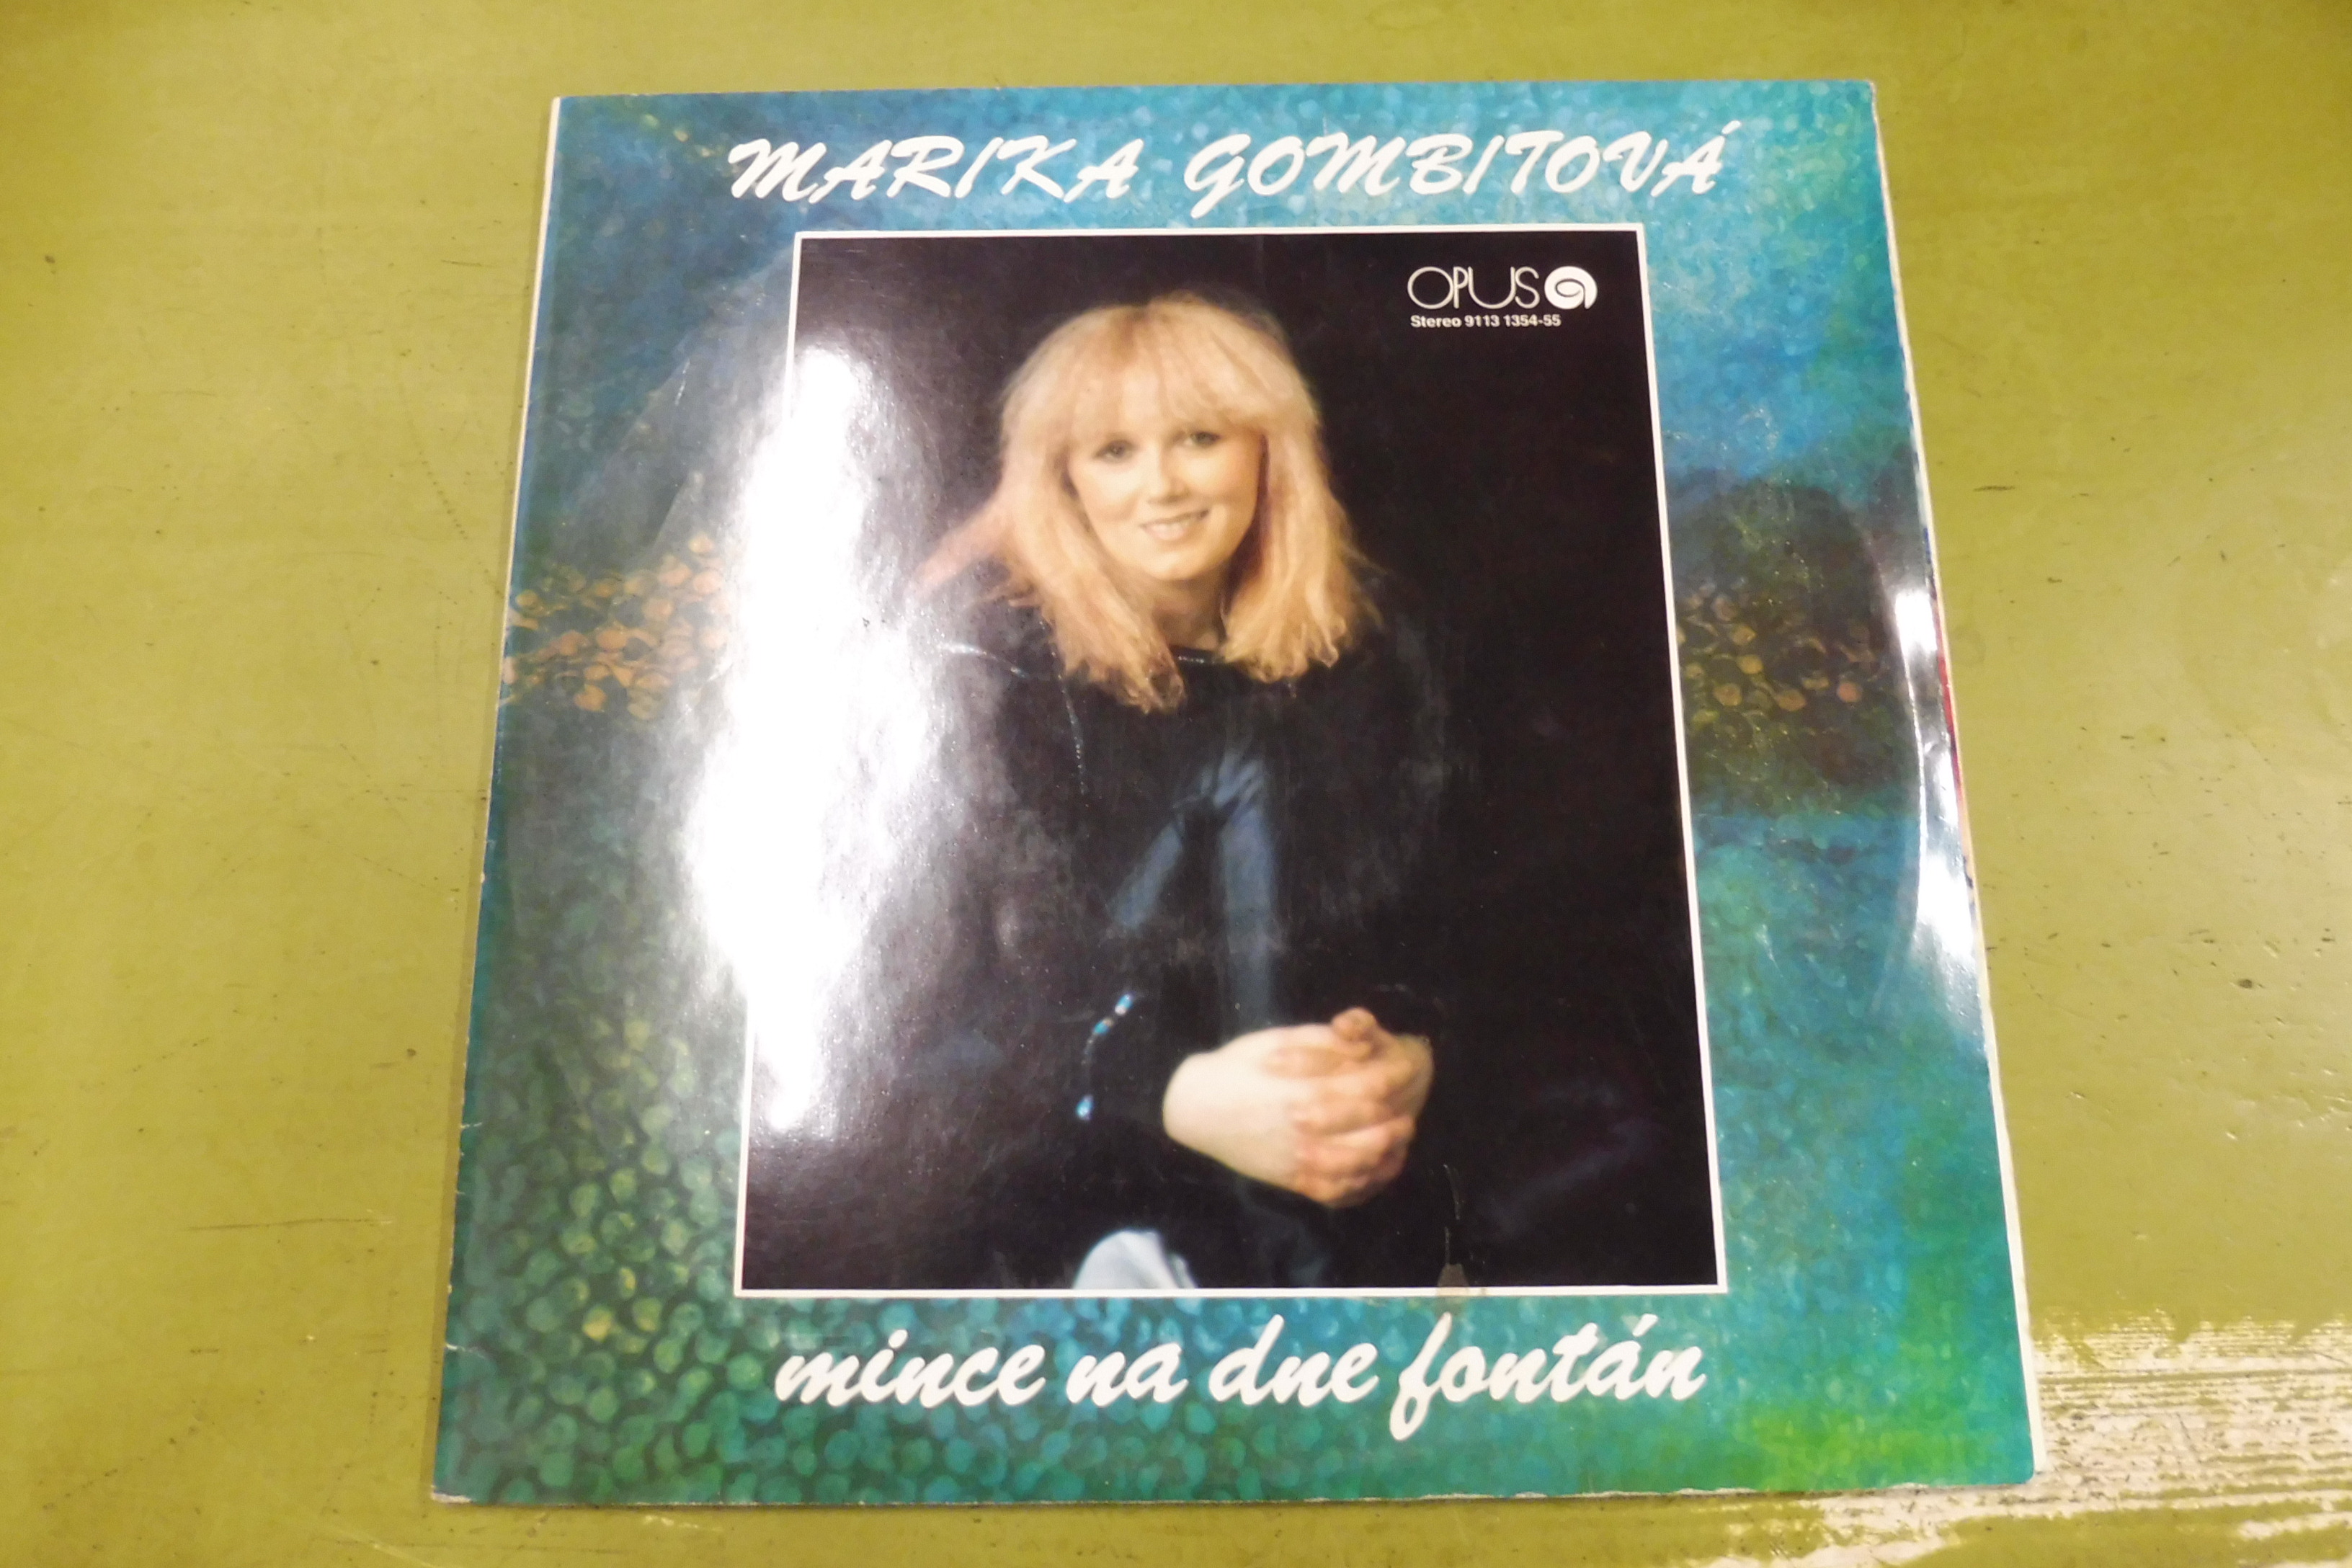 MARIKA GOMBITOVÁ
OPUS
Stereo 9113 1354-55
mince na dne fontán